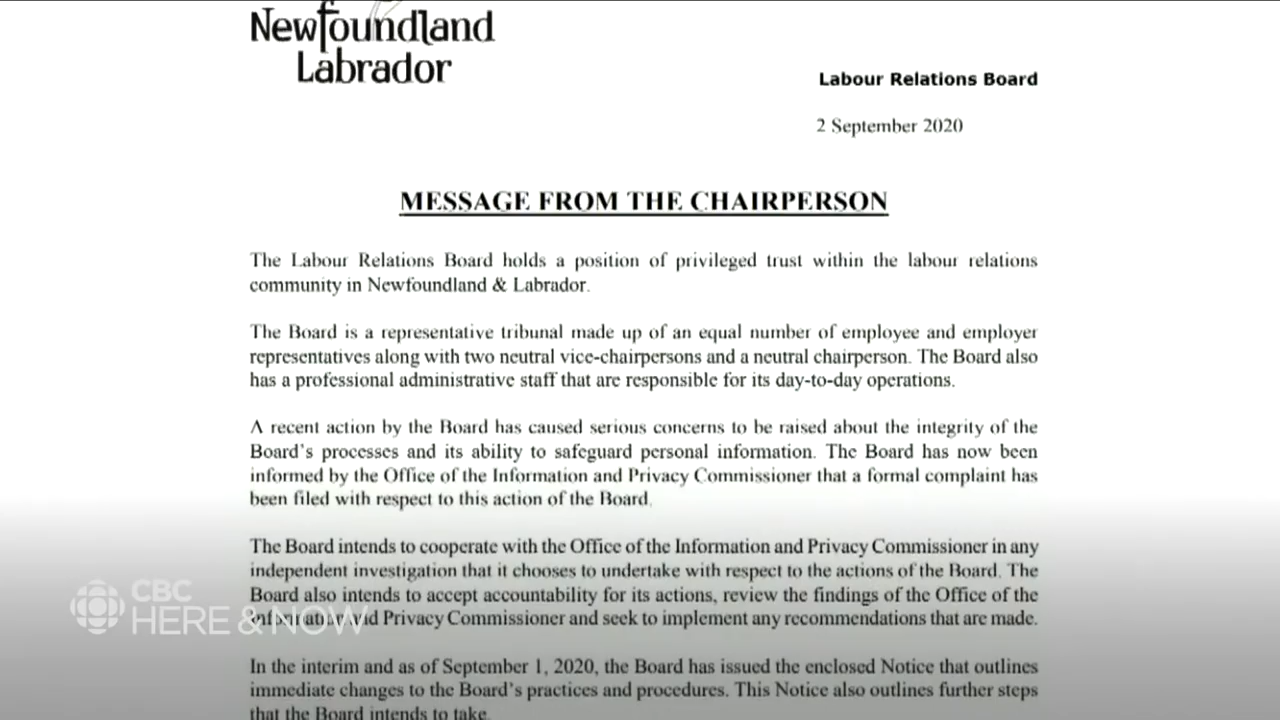 Newfoundland
Labrador
Labour Relations Board
2 September 2020
MESSAGE FROM THE CHAIRPERSON
The Labour Relations Board holds a position of privileged trust within the labour relations
community in Newfoundland & Labrador.
The Board is a representative tribunal made up of an equal number of employee and employer
representatives along with two neutral vice-chairpersons and a neutral chairperson. The Board also
has a professional administrative staff that are responsible for its day-to-day operations.
A recent action by the Board has caused serious concerns to be raised about the integrity of the
Board's processes and its ability to safeguard personal information. The Board has now been
informed by the Office of the Information and Privacy Commissioner that a formal complaint has
been filed with respect to this action of the Board.
The Board intends to cooperate with the Office of the Information and Privacy Commissioner in any
independent investigation that it chooses to undertake with respect to the actions of the Board. The
Board also intends to accept accountability for its actions, review the findings of the Office of the
Information and Privacy Commissioner and seek to implement any recommendations that are made.
CBC
HERE & NOW
In the interim and as of September 1, 2020, the Board has issued the enclosed Notice that outlines
immediate changes to the Board's practices and procedures. This Notice also outlines further steps
that the Board intends to take.